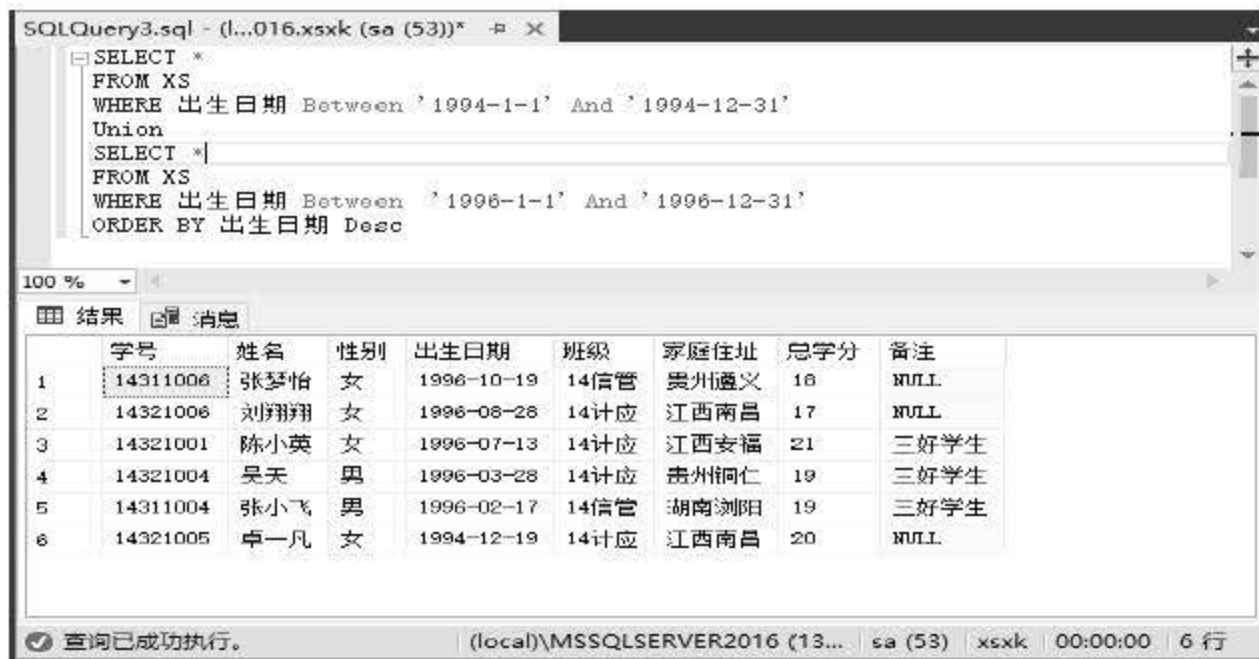 SQLQuery3.sql - (l...016.xsxk (sa (53))*
SELECT *
FROM XS
WHERE 出生日期 Between '1994-1-1' And '1994-12-31'
Union
SELECT *
FROM XS
WHERE 出生日期 Between '1996-1-1' And '1996-12-31'
ORDER BY 出生日期 Desc
100 %
结果 消息
学号 姓名 性别 出生日期 班级 家庭住址 总学分 备注
1 14311006 张梦怡 女 1996-10-19 14信管 贵州遵义 18 NULL
2 14321006 刘翔翔 女 1996-08-28 14计应 江西南昌 17 NULL
3 14321001 陈小英 女 1996-07-13 14计应 江西安福 21 三好学生
4 14321004 吴天 男 1996-03-28 14计应 贵州铜仁 19 三好学生
5 14311004 张小飞 男 1996-02-17 14信管 湖南浏阳 19 三好学生
6 14321005 卓一凡 女 1994-12-19 14计应 江西南昌 20 NULL
查询已成功执行。 (local)\MSSQLSERVER2016 (13... sa (53) xsxk 00:00:00 6 行